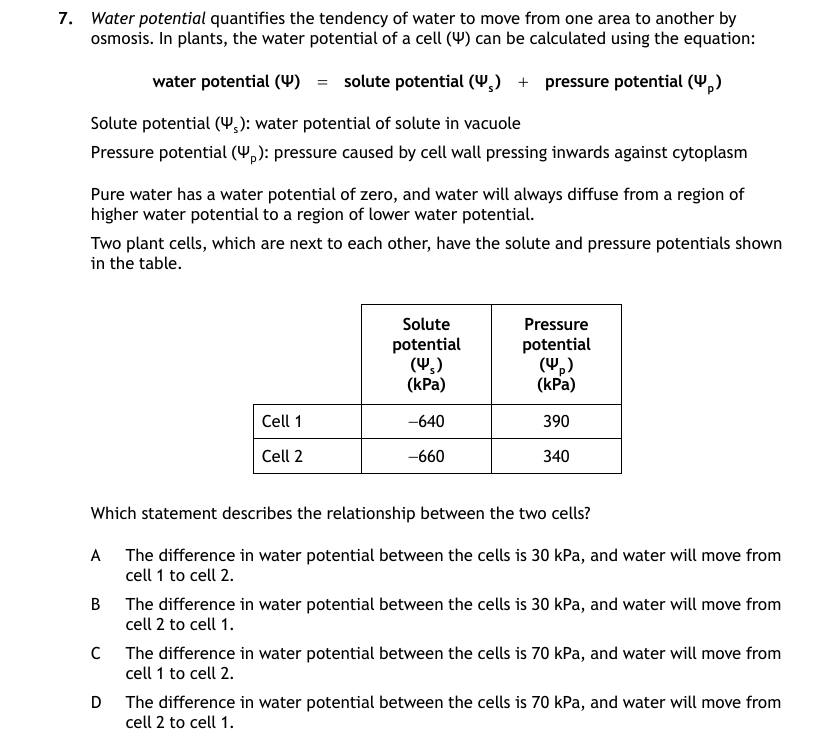 7. Water potential quantifies the tendency of water to move from one area to another by
osmosis. In plants, the water potential of a cell (Ψ) can be calculated using the equation:
water potential (Ψ) = solute potential (Ψs) + pressure potential (Ψp)
Solute potential (Ψs): water potential of solute in vacuole
Pressure potential (Ψp): pressure caused by cell wall pressing inwards against cytoplasm
Pure water has a water potential of zero, and water will always diffuse from a region of
higher water potential to a region of lower water potential.
Two plant cells, which are next to each other, have the solute and pressure potentials shown
in the table.
Solute Pressure
potential potential
(Ψs) (Ψp)
(kPa) (kPa)
Cell 1 −640 390
Cell 2 −660 340
Which statement describes the relationship between the two cells?
A The difference in water potential between the cells is 30 kPa, and water will move from
cell 1 to cell 2.
B The difference in water potential between the cells is 30 kPa, and water will move from
cell 2 to cell 1.
C The difference in water potential between the cells is 70 kPa, and water will move from
cell 1 to cell 2.
D The difference in water potential between the cells is 70 kPa, and water will move from
cell 2 to cell 1.